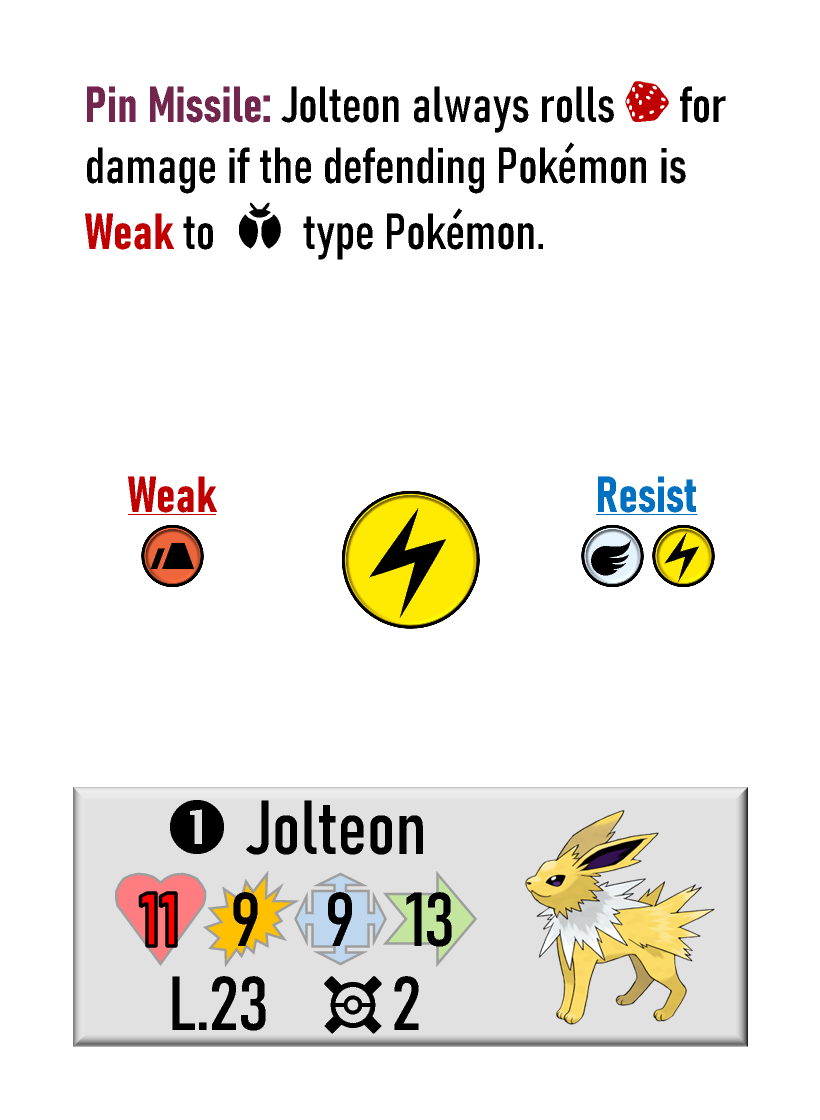 Pin Missile: Jolteon always rolls for
damage if the defending Pokémon is
Weak to type Pokémon.
Weak
Resist
❶ Jolteon
11 9 9 13
L.23 2